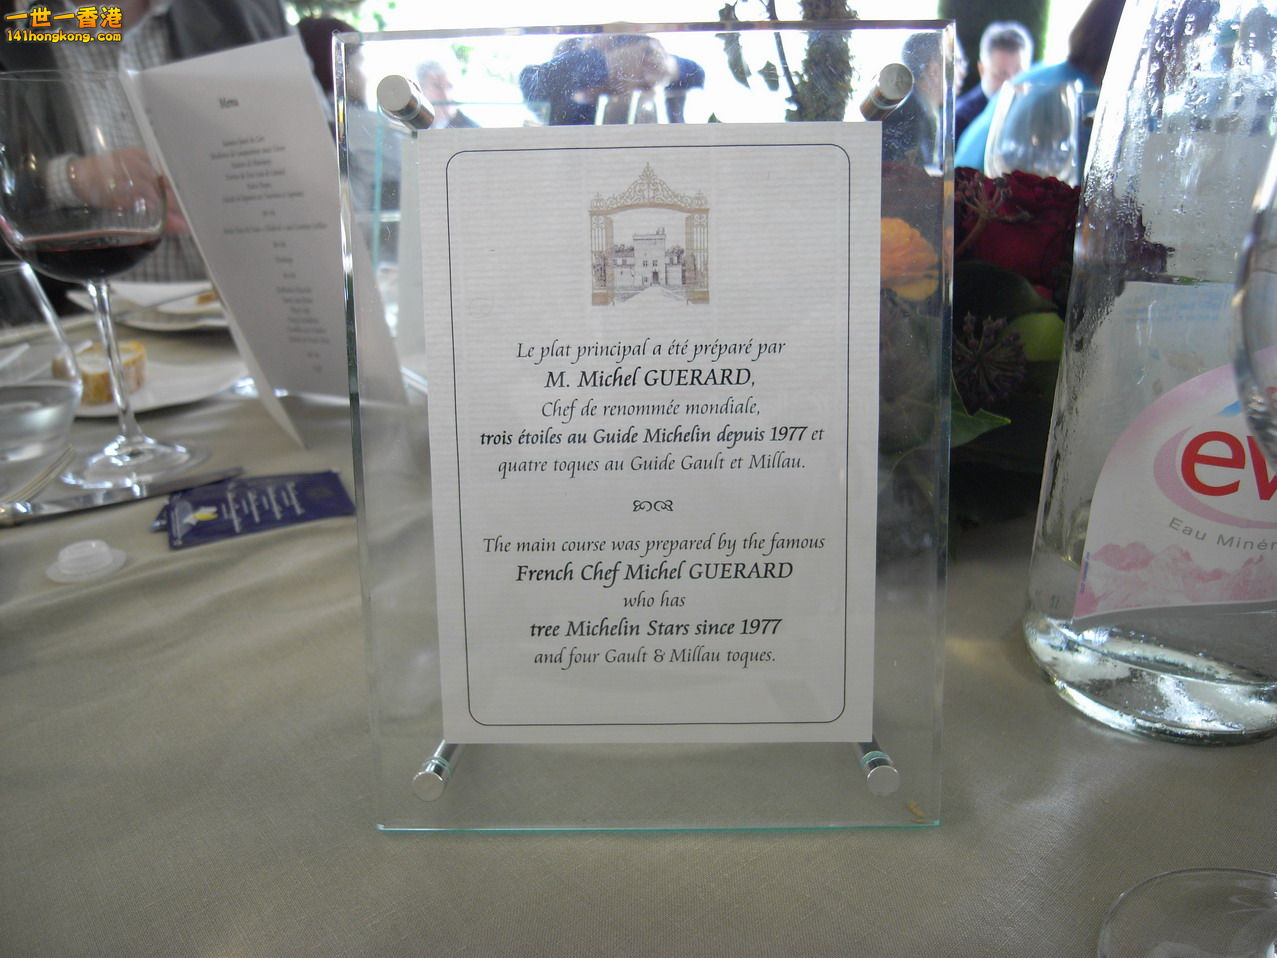 一世一香港
141hongkong.com
Menu
Le plat principal a été préparé par
M. Michel GUERARD,
Chef de renommée mondiale,
trois étoiles au Guide Michelin depuis 1977 et
quatre toques au Guide Gault et Millau.
The main course was prepared by the famous
French Chef Michel GUERARD
who has
tree Michelin Stars since 1977
and four Gault & Millau toques.
ev
Eau Minér